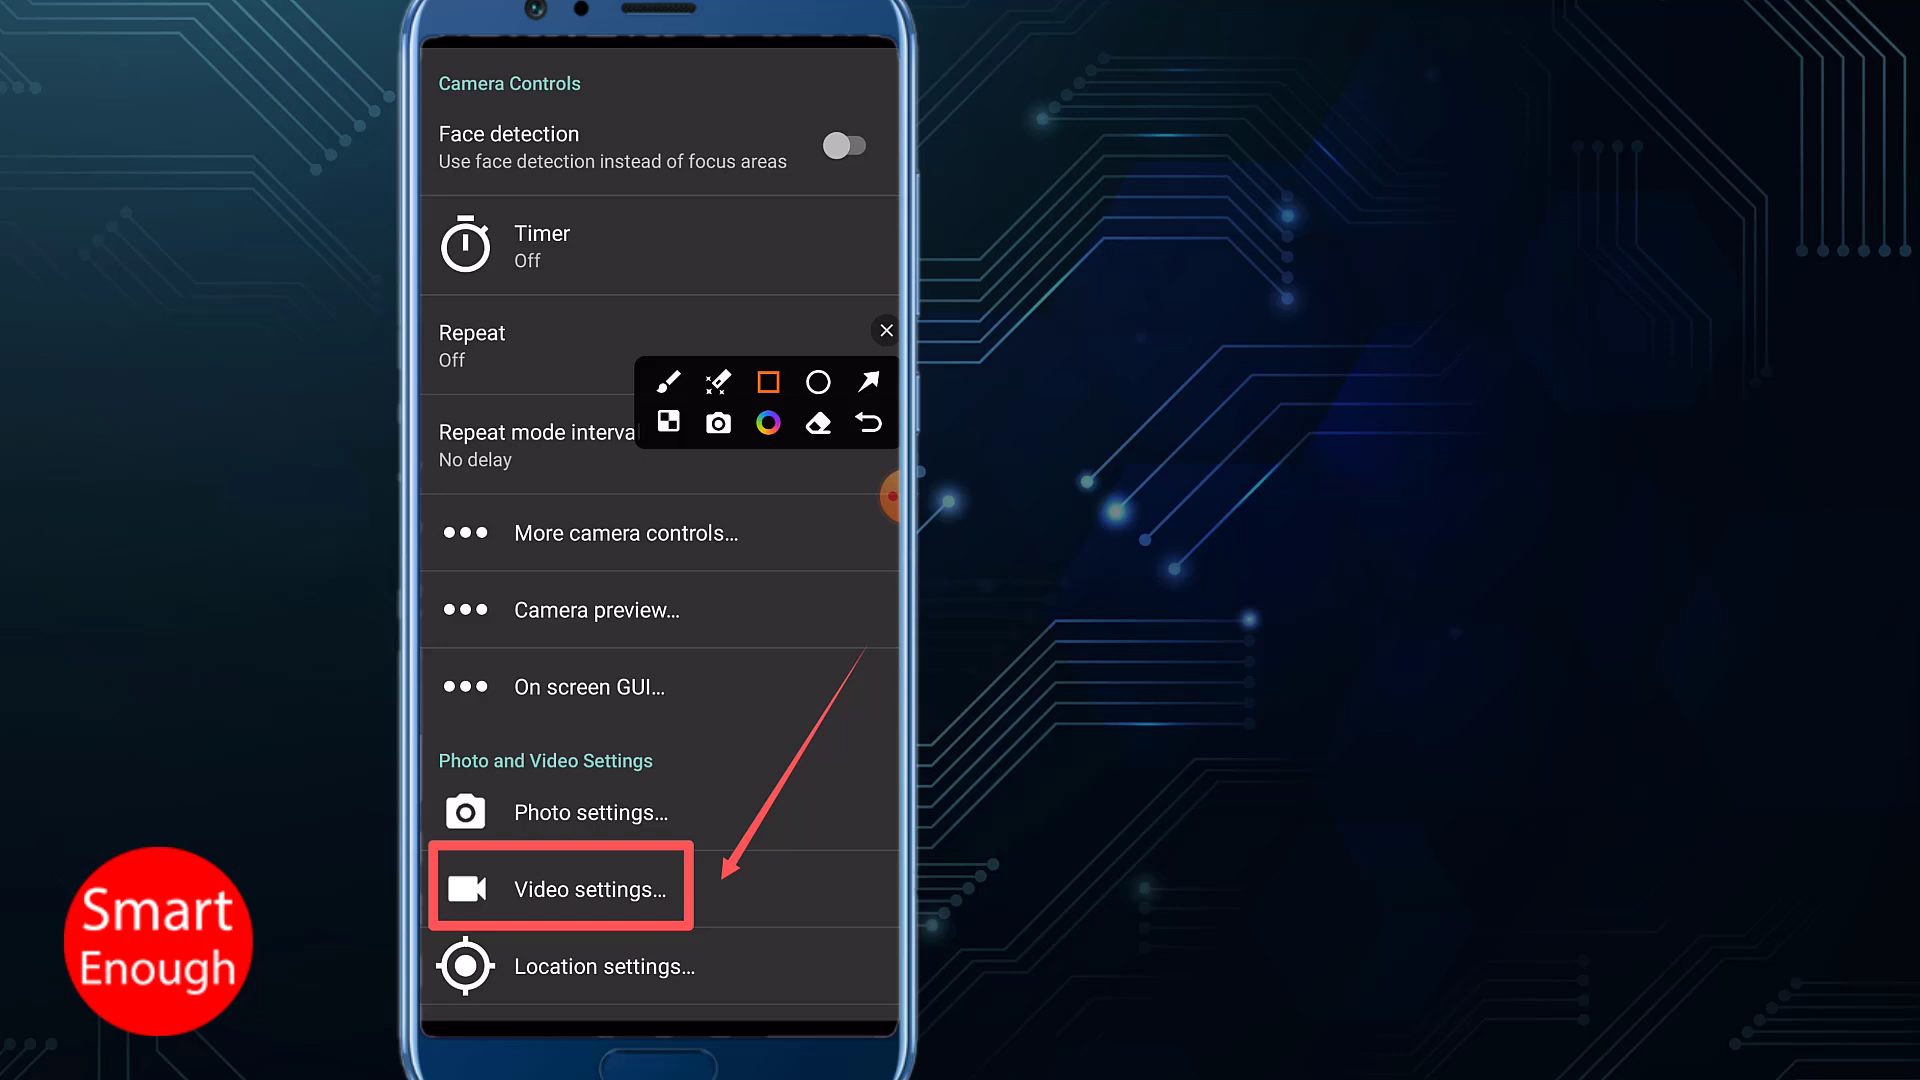 Camera Controls
Face detection
Use face detection instead of focus areas
Timer
Off
Repeat
Off
Repeat mode interval
No delay
More camera controls...
Camera preview...
On screen GUI...
Photo and Video Settings
Photo settings...
Video settings...
Location settings...
Smart
Enough